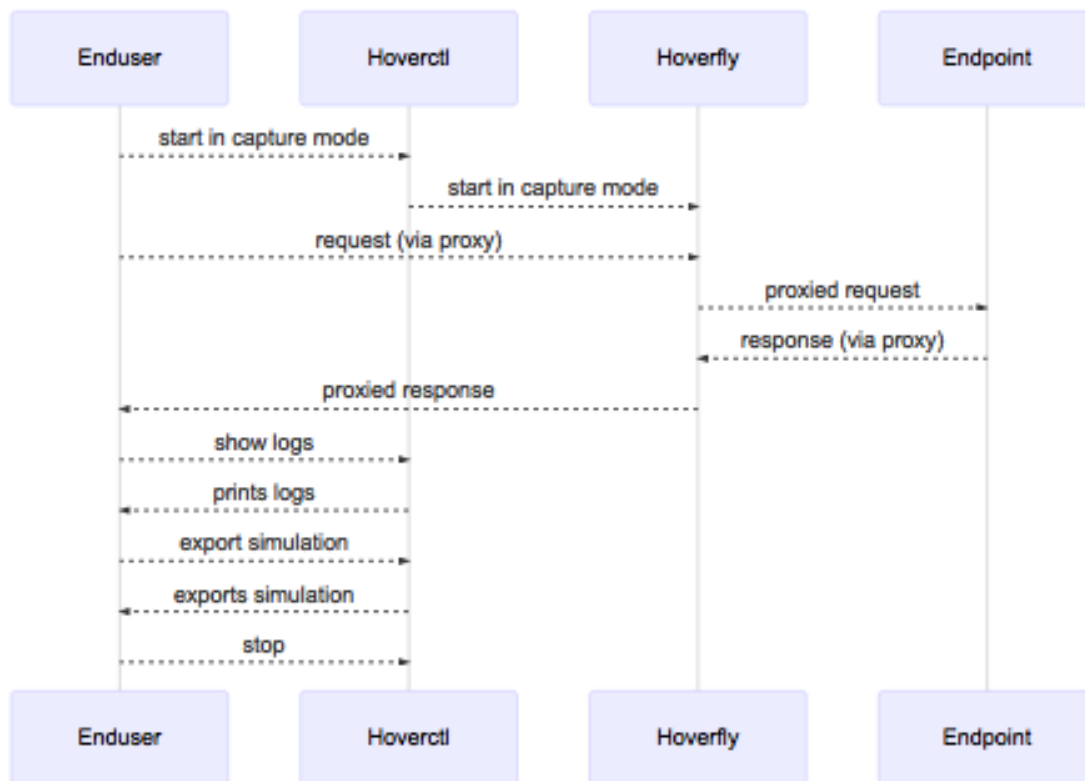 Enduser
Hoverctl
Hoverfly
Endpoint
start in capture mode
start in capture mode
request (via proxy)
proxied request
response (via proxy)
proxied response
show logs
prints logs
export simulation
exports simulation
stop
Enduser
Hoverctl
Hoverfly
Endpoint